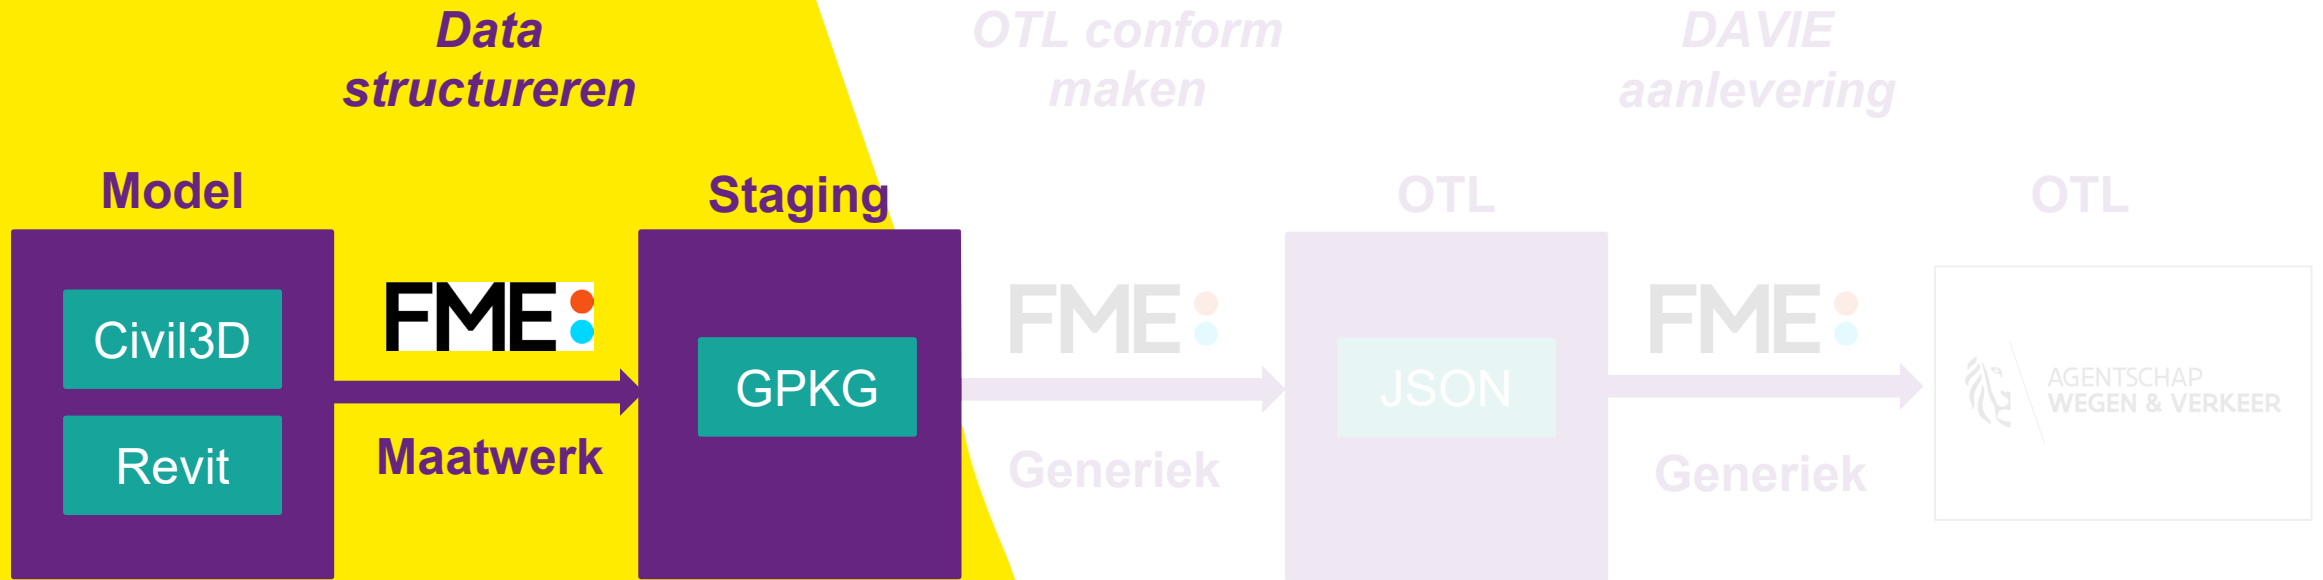 Data
structureren
OTL conform
maken
DAVIE
aanlevering
Model
Staging
OTL
OTL
Civil3D
Revit
FME
Maatwerk
GPKG
FME
Generiek
JSON
FME
Generiek
AGENTSCHAP
WEGEN & VERKEER